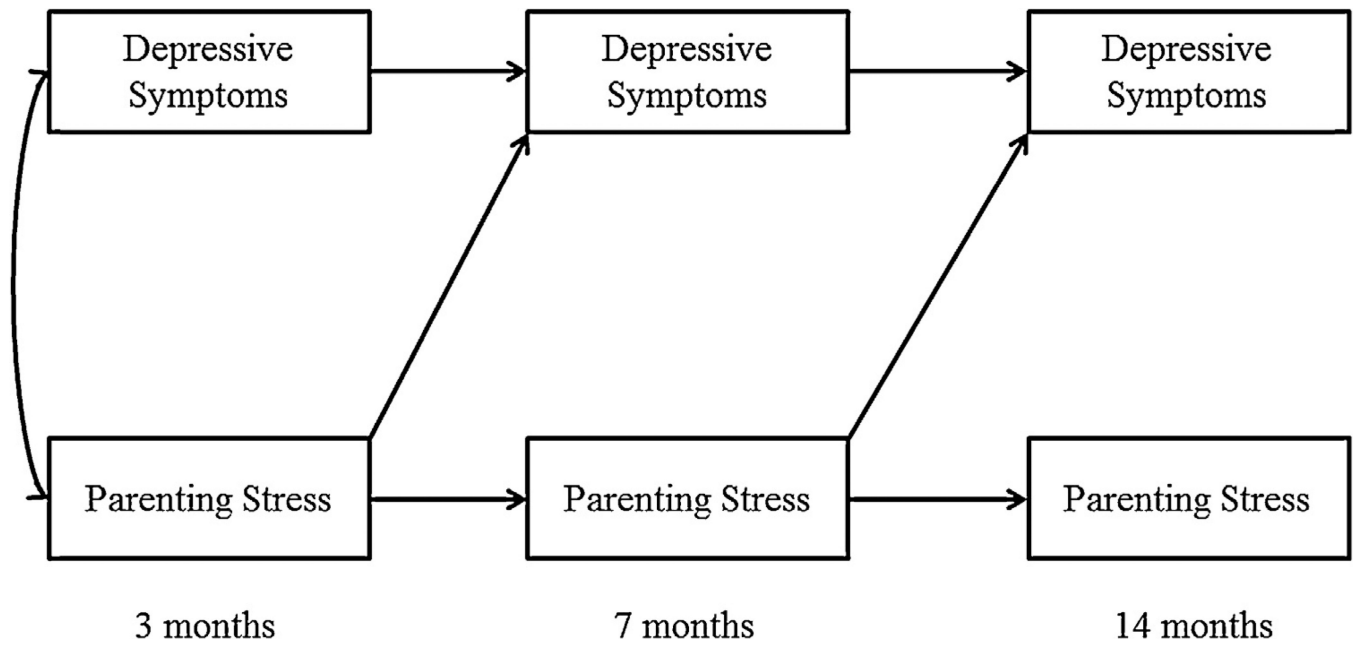 Depressive
Symptoms
Depressive
Symptoms
Depressive
Symptoms
Parenting Stress
Parenting Stress
Parenting Stress
3 months
7 months
14 months